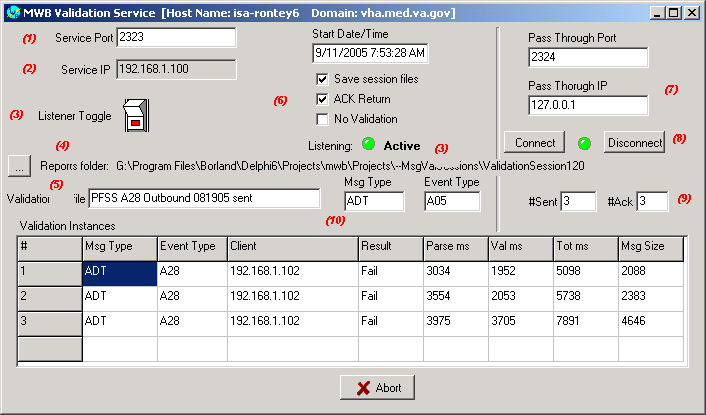 MWB Validation Service [Host Name: isa-rontey6 Domain: vha.med.va.gov]
(1) Service Port 2323
(2) Service IP 192.168.1.100
(3) Listener Toggle
Start Date/Time
9/11/2005 7:53:28 AM
Save session files
(6) ACK Return
No Validation
Listening: Active (3)
Pass Through Port
2324
Pass Thorugh IP
127.0.0.1
(7)
Connect Disconnect (8)
(4)
... Reports folder: G:\Program Files\Borland\Delphi6\Projects\mwb\Projects\--MsgValSessions\ValidationSession120
(5)
Validation file PFSS A28 Outbound 081905 sent
Msg Type Event Type
ADT A05
(10)
#Sent 3 #Ack 3 (9)
Validation Instances
# Msg Type Event Type Client Result Parse ms Val ms Tot ms Msg Size
1 ADT A28 192.168.1.102 Fail 3034 1952 5098 2088
2 ADT A28 192.168.1.102 Fail 3554 2053 5738 2383
3 ADT A28 192.168.1.102 Fail 3975 3705 7891 4646
Abort